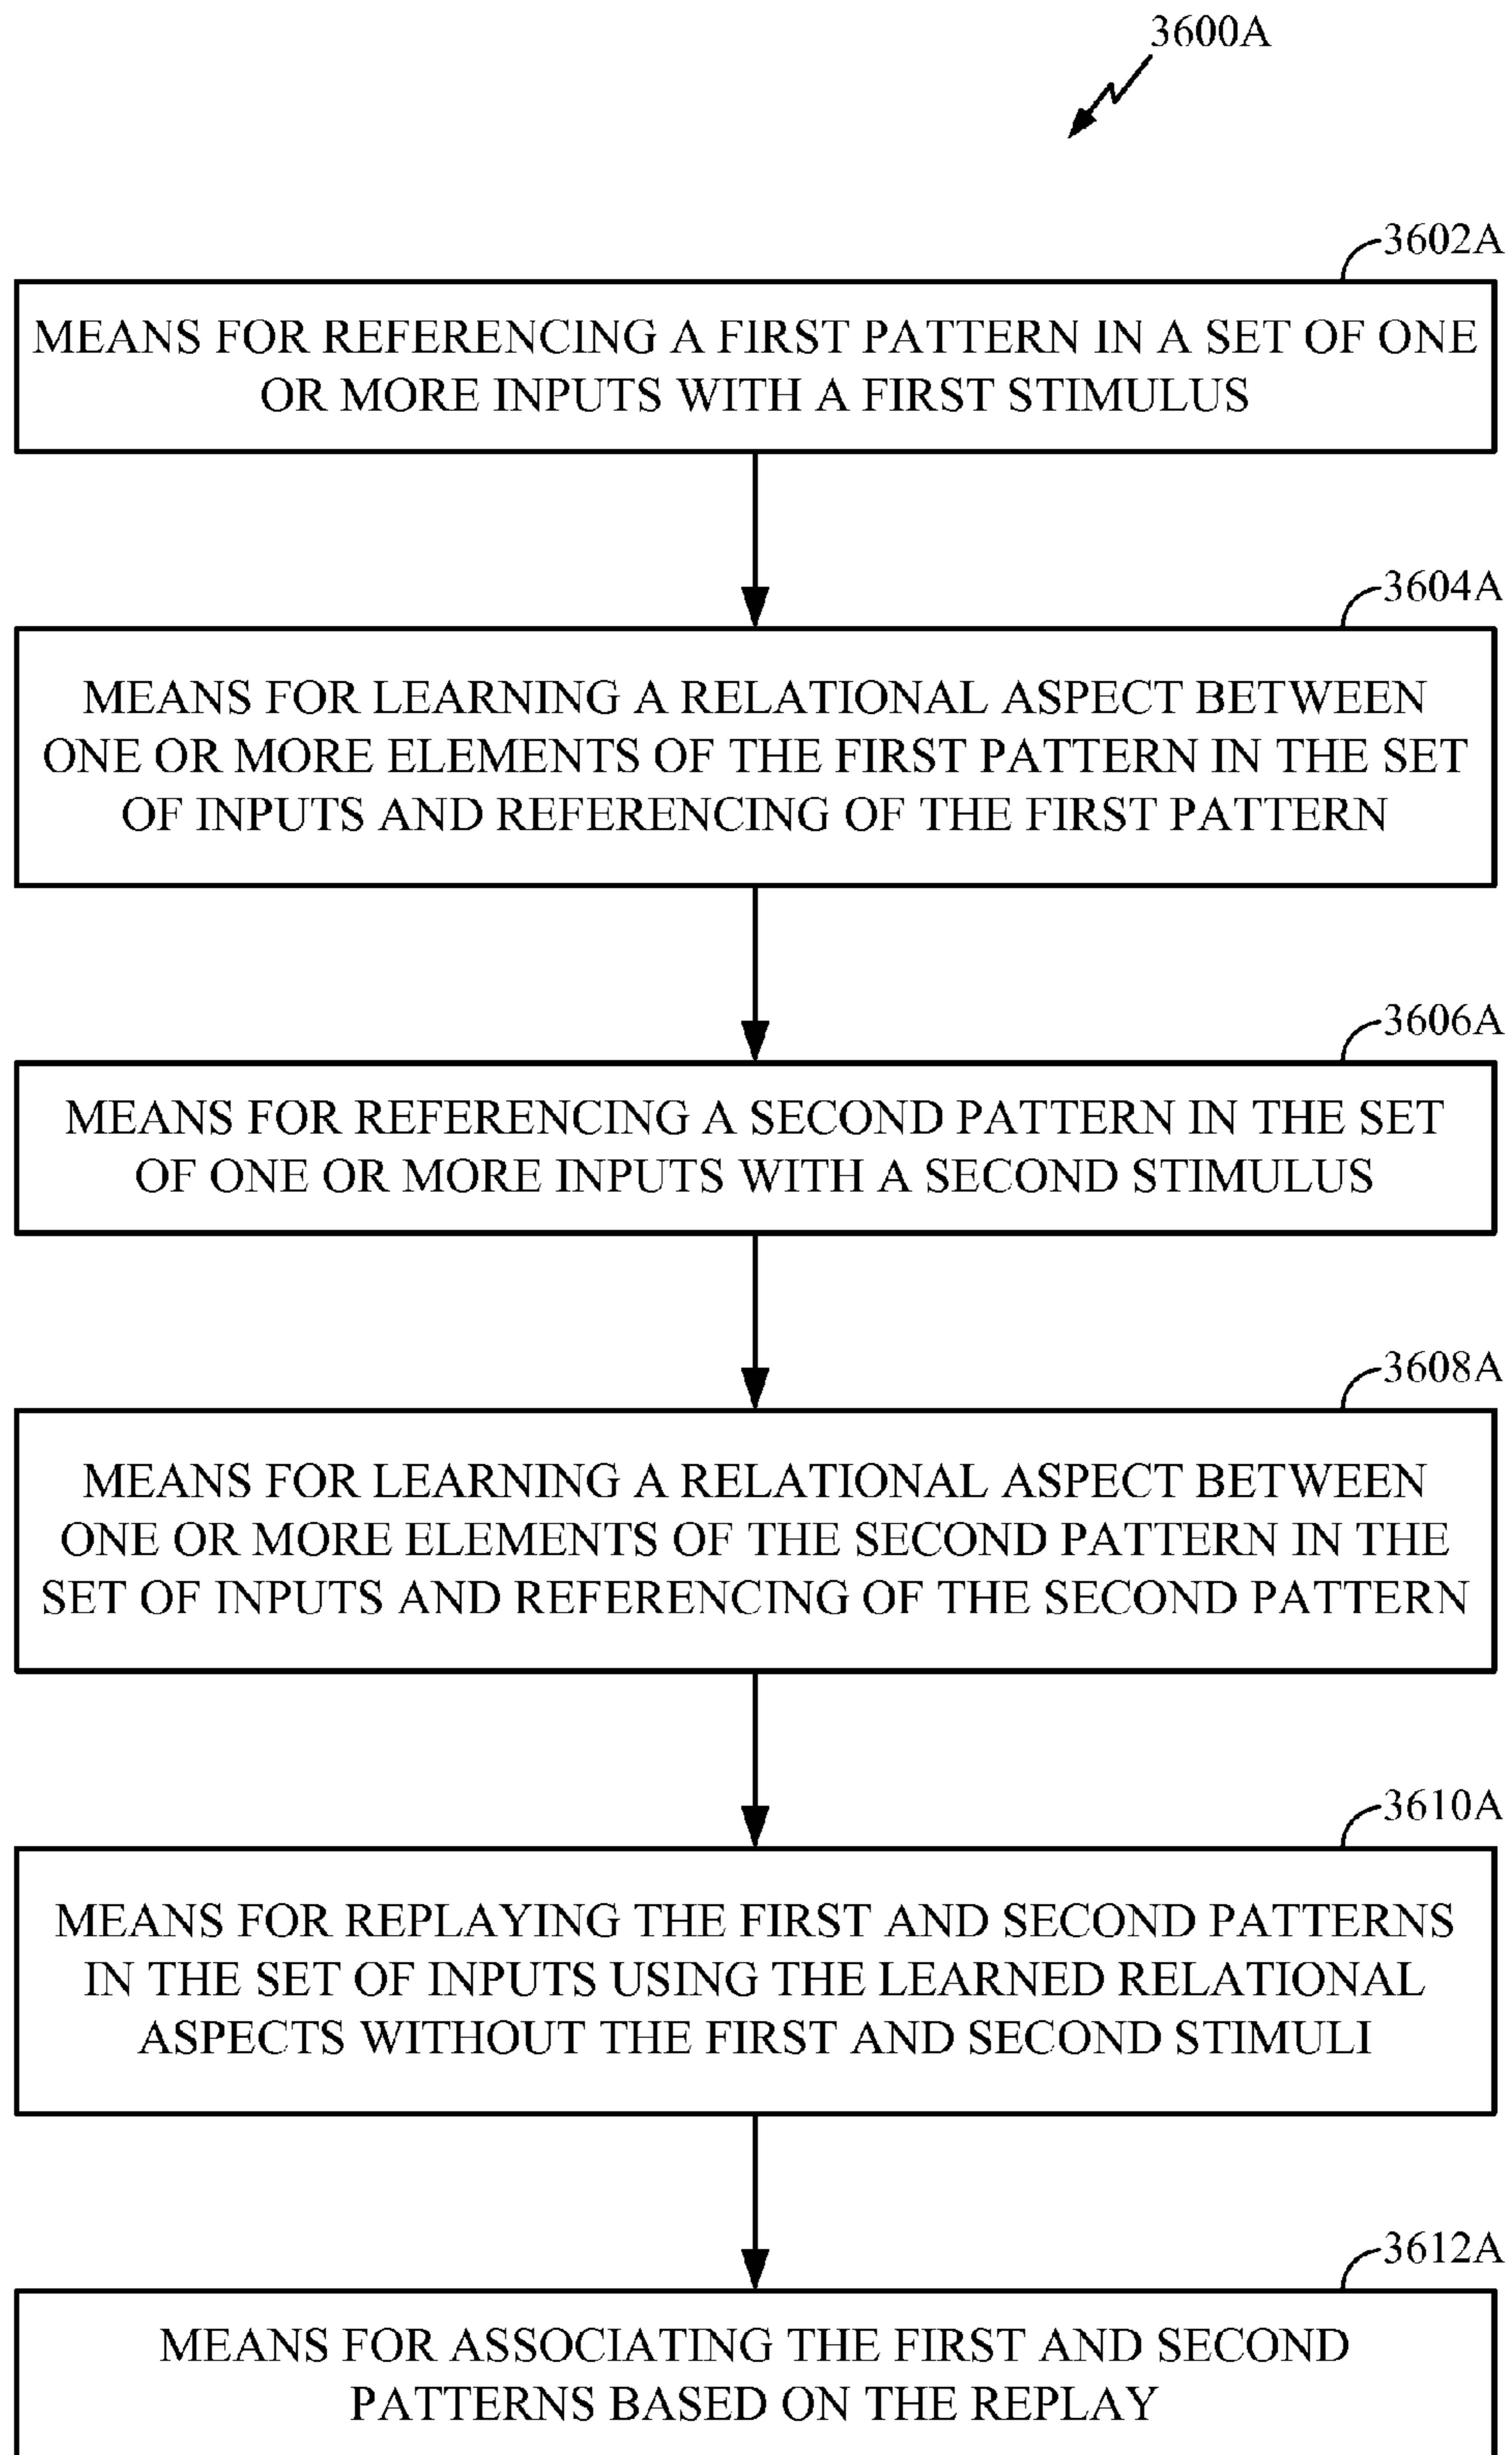 3600A
3602A
MEANS FOR REFERENCING A FIRST PATTERN IN A SET OF ONE
OR MORE INPUTS WITH A FIRST STIMULUS
3604A
MEANS FOR LEARNING A RELATIONAL ASPECT BETWEEN
ONE OR MORE ELEMENTS OF THE FIRST PATTERN IN THE SET
OF INPUTS AND REFERENCING OF THE FIRST PATTERN
3606A
MEANS FOR REFERENCING A SECOND PATTERN IN THE SET
OF ONE OR MORE INPUTS WITH A SECOND STIMULUS
3608A
MEANS FOR LEARNING A RELATIONAL ASPECT BETWEEN
ONE OR MORE ELEMENTS OF THE SECOND PATTERN IN THE
SET OF INPUTS AND REFERENCING OF THE SECOND PATTERN
3610A
MEANS FOR REPLAYING THE FIRST AND SECOND PATTERNS
IN THE SET OF INPUTS USING THE LEARNED RELATIONAL
ASPECTS WITHOUT THE FIRST AND SECOND STIMULI
3612A
MEANS FOR ASSOCIATING THE FIRST AND SECOND
PATTERNS BASED ON THE REPLAY